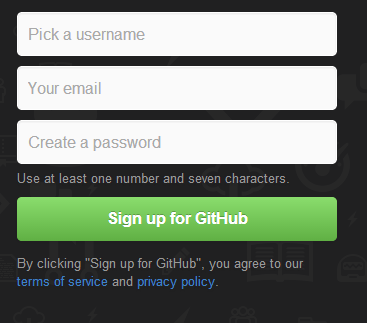 Pick a username
Your email
Create a password
Use at least one number and seven characters.
Sign up for GitHub
By clicking "Sign up for GitHub", you agree to our
terms of service and privacy policy.